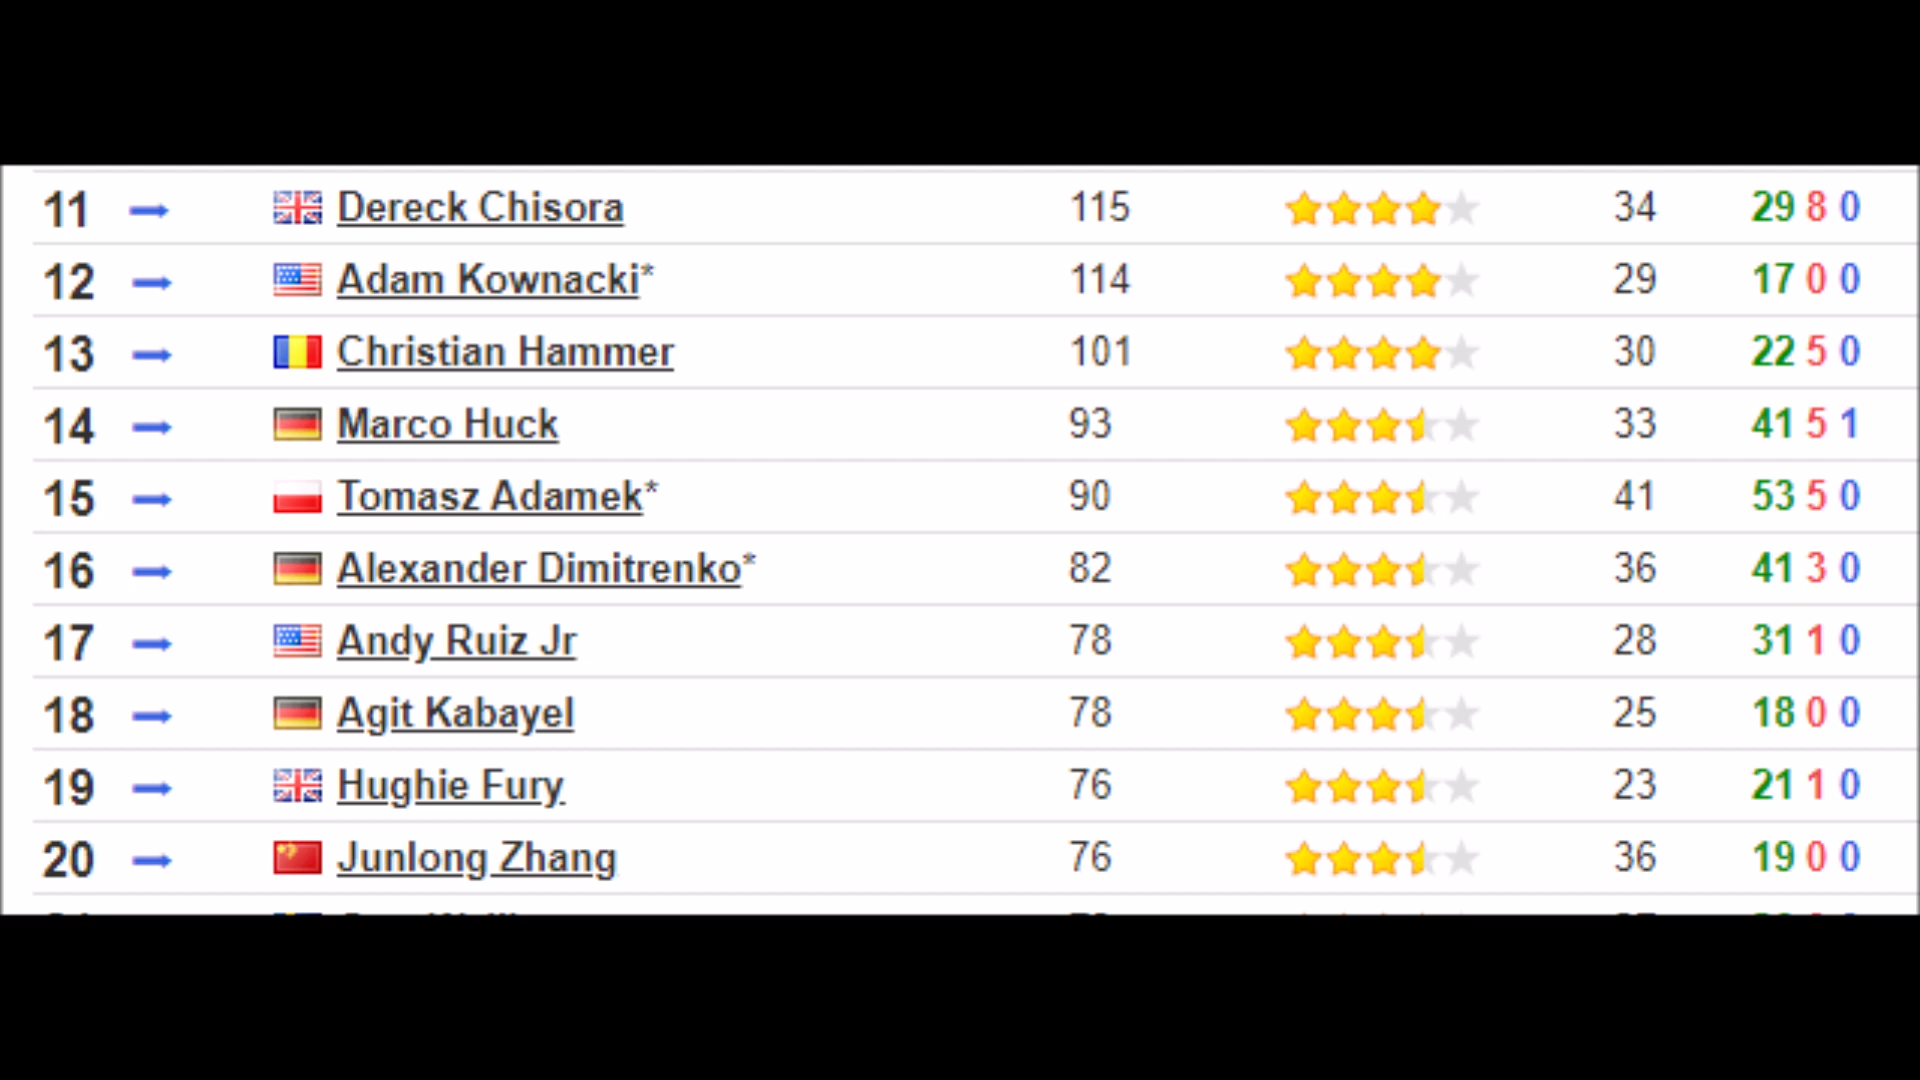 11 Dereck Chisora 115 34 29 8 0
12 Adam Kownacki* 114 29 17 0 0
13 Christian Hammer 101 30 22 5 0
14 Marco Huck 93 33 41 5 1
15 Tomasz Adamek* 90 41 53 5 0
16 Alexander Dimitrenko* 82 36 41 3 0
17 Andy Ruiz Jr 78 28 31 1 0
18 Agit Kabayel 78 25 18 0 0
19 Hughie Fury 76 23 21 1 0
20 Junlong Zhang 76 36 19 0 0